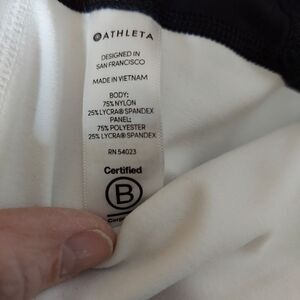 ATHLETA
DESIGNED IN
SAN FRANCISCO
MADE IN VIETNAM
BODY:
75% NYLON
25% LYCRA® SPANDEX
PANEL:
75% POLYESTER
25% LYCRA® SPANDEX
RN 54023
Certified
B